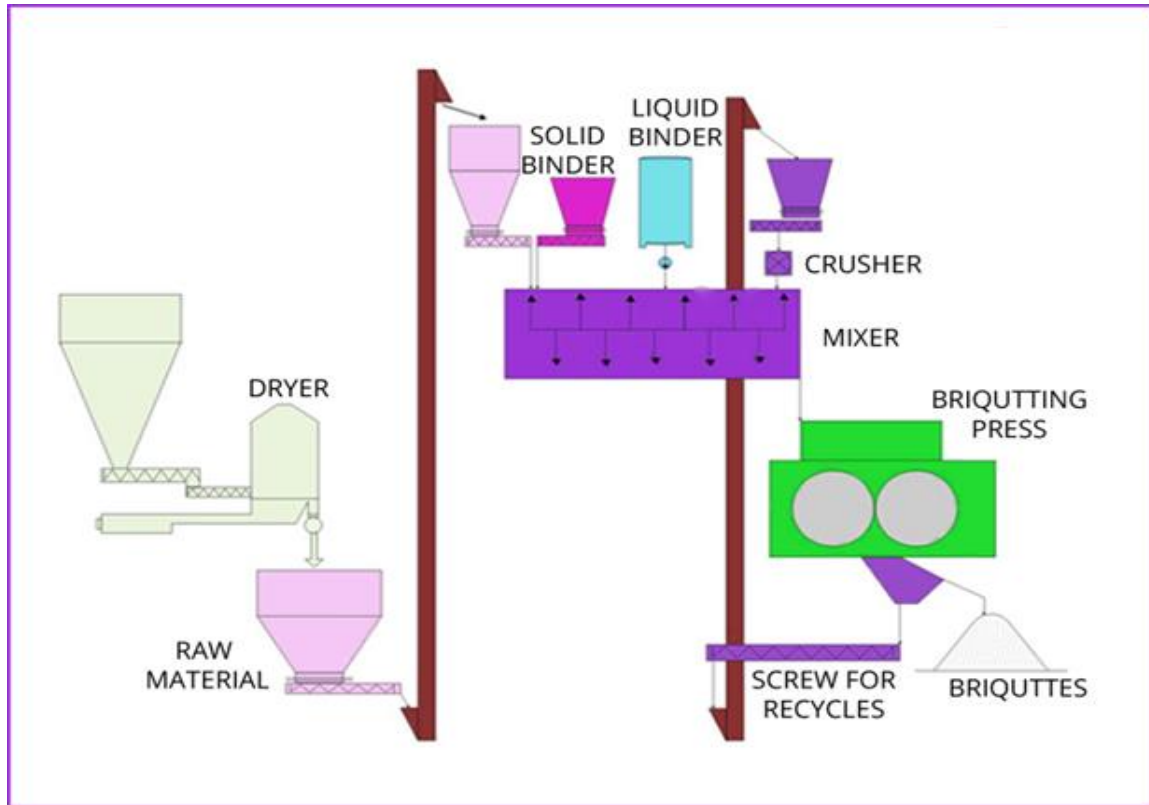 SOLID
BINDER
LIQUID
BINDER
CRUSHER
MIXER
DRYER
BRIQUTTING
PRESS
RAW
MATERIAL
SCREW FOR
RECYCLES
BRIQUTTES